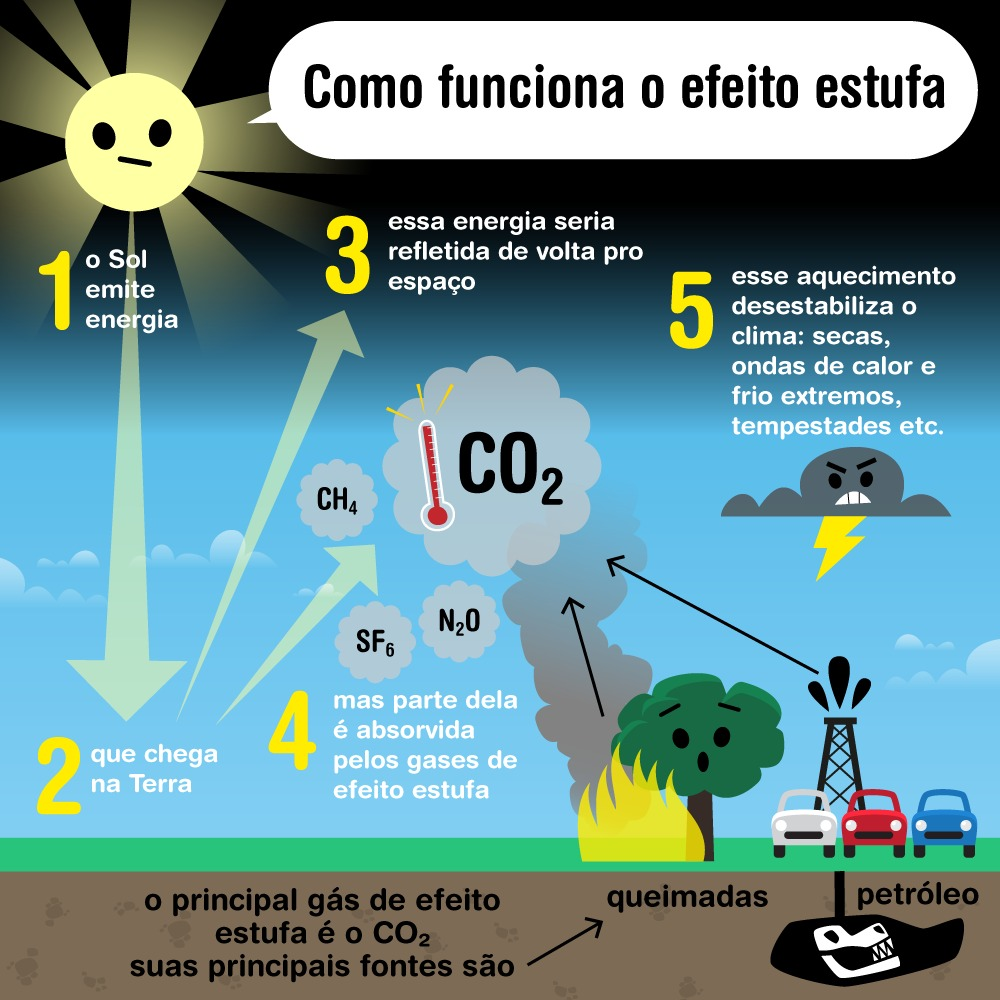 Como funciona o efeito estufa
1
o Sol
emite
energia
2
que chega
na Terra
3
essa energia seria
refletida de volta pro
espaço
4
mas parte dela
é absorvida
pelos gases de
efeito estufa
5
esse aquecimento
desestabiliza o
clima: secas,
ondas de calor e
frio extremos,
tempestades etc.
CO₂
CH₄
SF₆
N₂O
o principal gás de efeito
estufa é o CO₂
suas principais fontes são
queimadas
petróleo